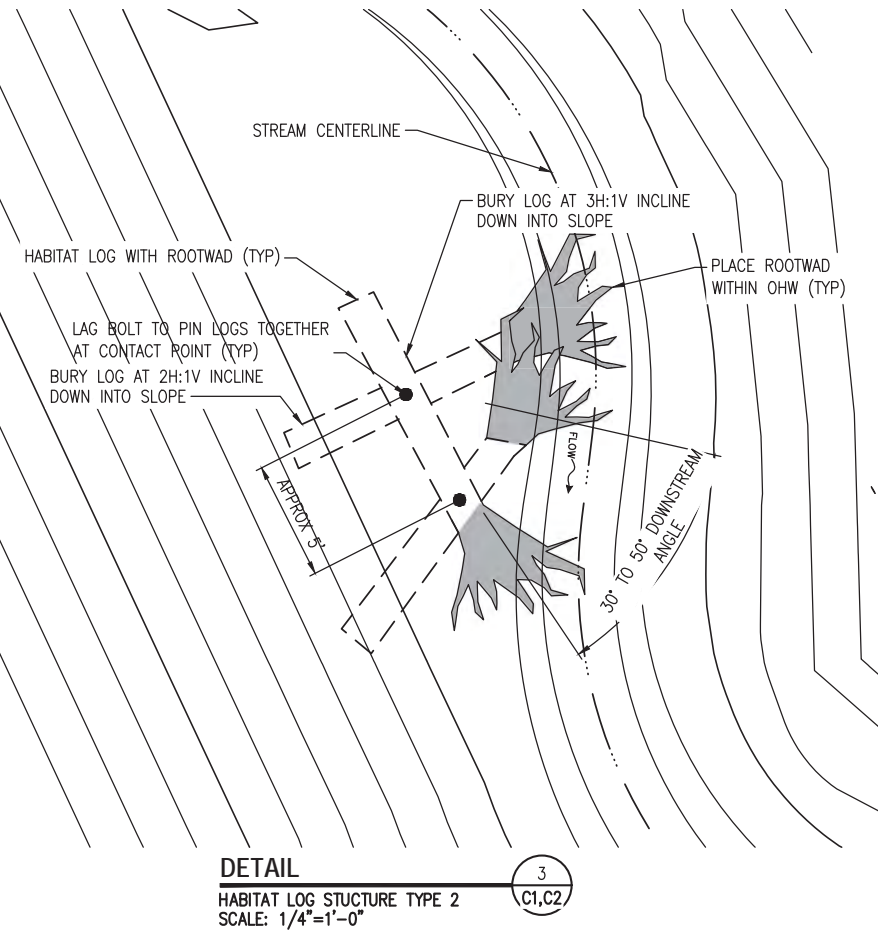 STREAM CENTERLINE
BURY LOG AT 3H:1V INCLINE
DOWN INTO SLOPE
HABITAT LOG WITH ROOTWAD (TYP)
PLACE ROOTWAD
WITHIN OHW (TYP)
LAG BOLT TO PIN LOGS TOGETHER
AT CONTACT POINT (TYP)
BURY LOG AT 2H:1V INCLINE
DOWN INTO SLOPE
FLOW
APPROX 5'
30° TO 50° DOWNSTREAM
ANGLE
DETAIL
3
C1,C2
HABITAT LOG STUCTURE TYPE 2
SCALE: 1/4"=1'-0"